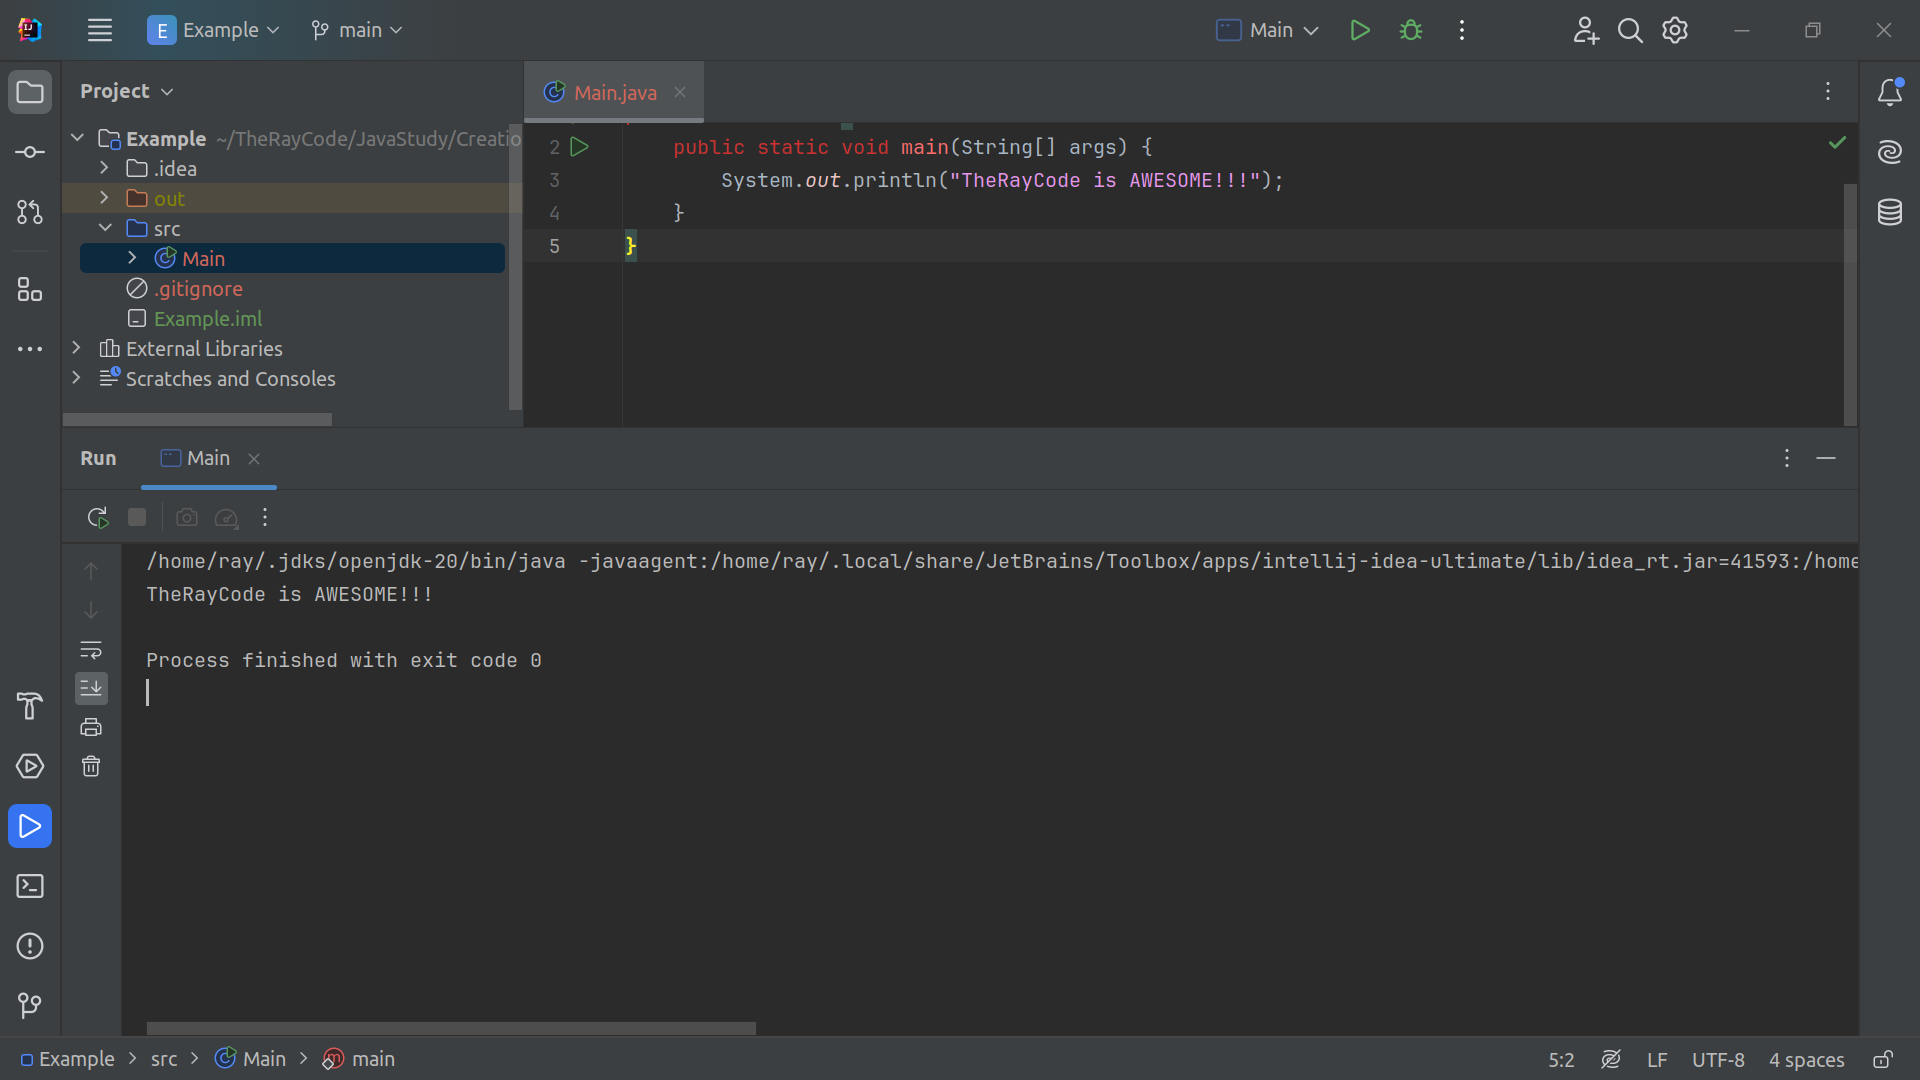 E Example main Main
Project
Main.java
Example ~/TheRayCode/JavaStudy/Creatio
.idea
out
src
Main
.gitignore
Example.iml
External Libraries
Scratches and Consoles
2 public static void main(String[] args) {
3 System.out.println("TheRayCode is AWESOME!!!");
4 }
5 }
Run Main
/home/ray/.jdks/openjdk-20/bin/java -javaagent:/home/ray/.local/share/JetBrains/Toolbox/apps/intellij-idea-ultimate/lib/idea_rt.jar=41593:/home
TheRayCode is AWESOME!!!
Process finished with exit code 0
Example > src > Main > main 5:2 LF UTF-8 4 spaces